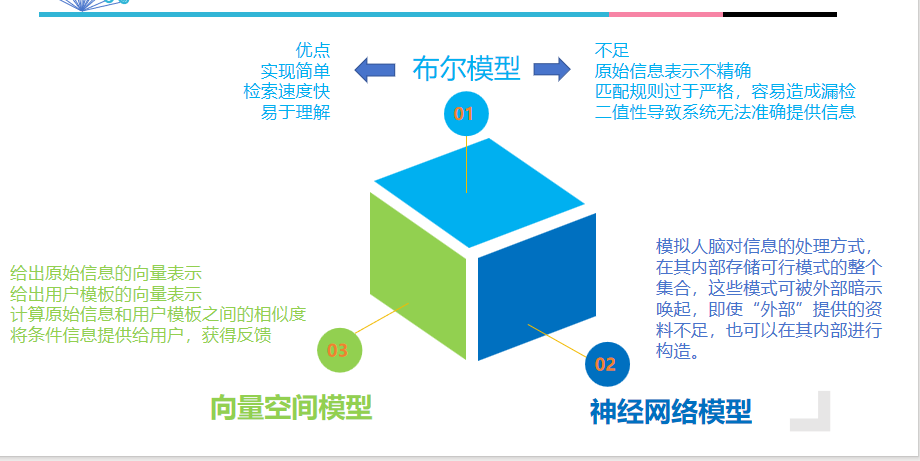 优点
实现简单
检索速度快
易于理解
布尔模型
不足
原始信息表示不精确
匹配规则过于严格，容易造成漏检
二值性导致系统无法准确提供信息
01
给出原始信息的向量表示
给出用户模板的向量表示
计算原始信息和用户模板之间的相似度
将条件信息提供给用户，获得反馈
03
向量空间模型
模拟人脑对信息的处理方式，
在其内部存储可行模式的整个
集合，这些模式可被外部暗示
唤起，即使“外部”提供的资
料不足，也可以在其内部进行
构造。
02
神经网络模型